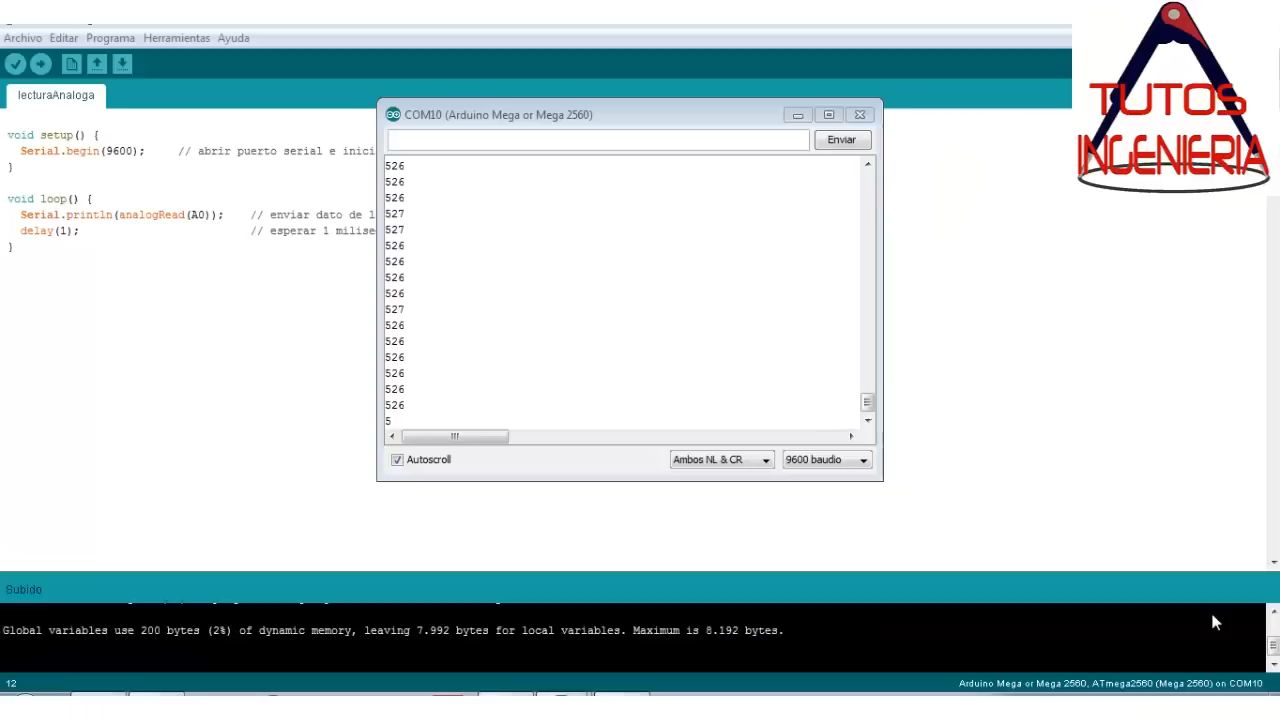 Archivo Editar Programa Herramientas Ayuda
TUTOS
INGENIERIA
lecturaAnaloga
void setup() {
Serial.begin(9600); // abrir puerto serial e inici
}
void loop() {
Serial.println(analogRead(A0)); // enviar dato de l
delay(1); // esperar 1 milise
}
COM10 (Arduino Mega or Mega 2560)
Enviar
526
526
526
527
527
526
526
526
526
527
526
526
526
526
526
526
5
Autoscroll
Ambos NL & CR
9600 baudio
Subido
Global variables use 200 bytes (2%) of dynamic memory, leaving 7.992 bytes for local variables. Maximum is 8.192 bytes.
12
Arduino Mega or Mega 2560, ATmega2560 (Mega 2560) on COM10